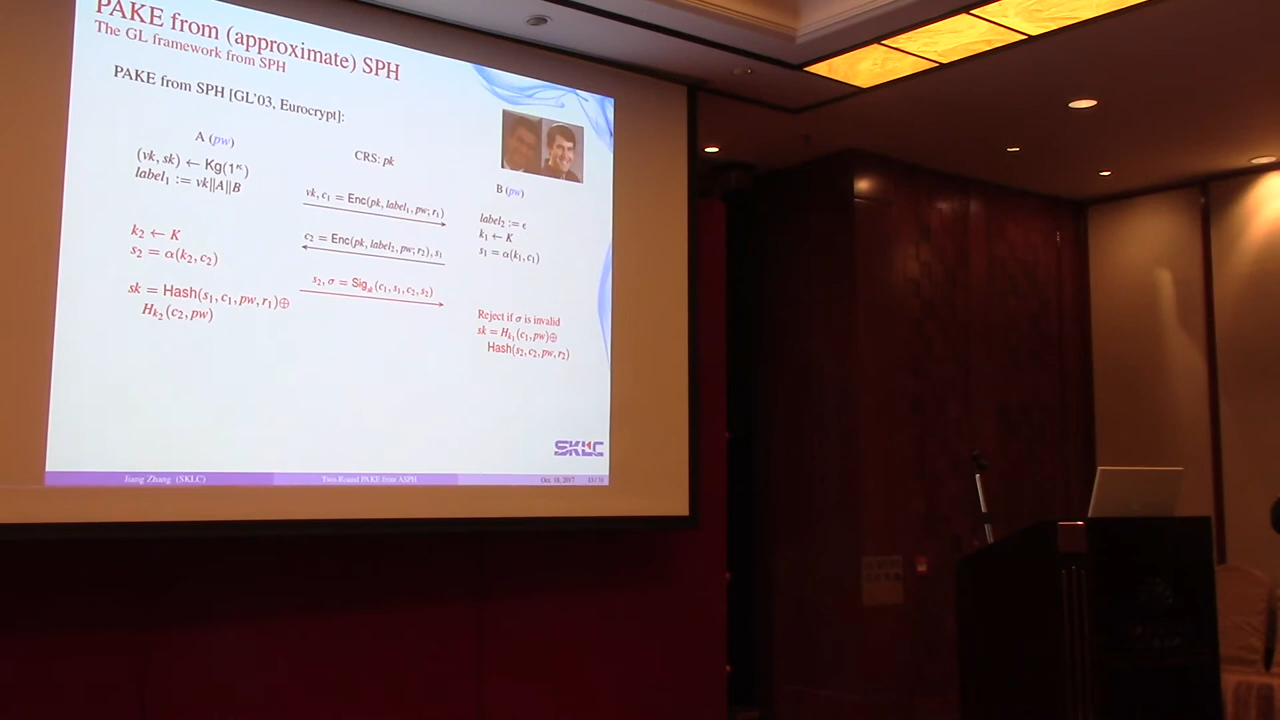 PAKE from (approximate) SPH
The GL framework from SPH
PAKE from SPH [GL'03, Eurocrypt]:
A (pw)
(vk, sk) ← Kg(1^κ)
label₁ := vk||A||B
CRS: pk
B (pw)
vk, c₁ = Enc(pk, label₁, pw; r₁)
label₂ := ϵ
k₁ ← K
s₁ = α(k₁, c₁)
c₂ = Enc(pk, label₂, pw; r₂), s₁
k₂ ← K
s₂ = α(k₂, c₂)
s₂, σ = Sig_sk(c₁, s₁, c₂, s₂)
sk = Hash(s₁, c₁, pw, r₁)⊕
H_k₂(c₂, pw)
Reject if σ is invalid
sk = H_k₁(c₁, pw)⊕
Hash(s₂, c₂, pw, r₂)
SKLC
Jiang Zhang (SKLC)
Two-Round PAKE from ASPH
Oct. 18, 2017